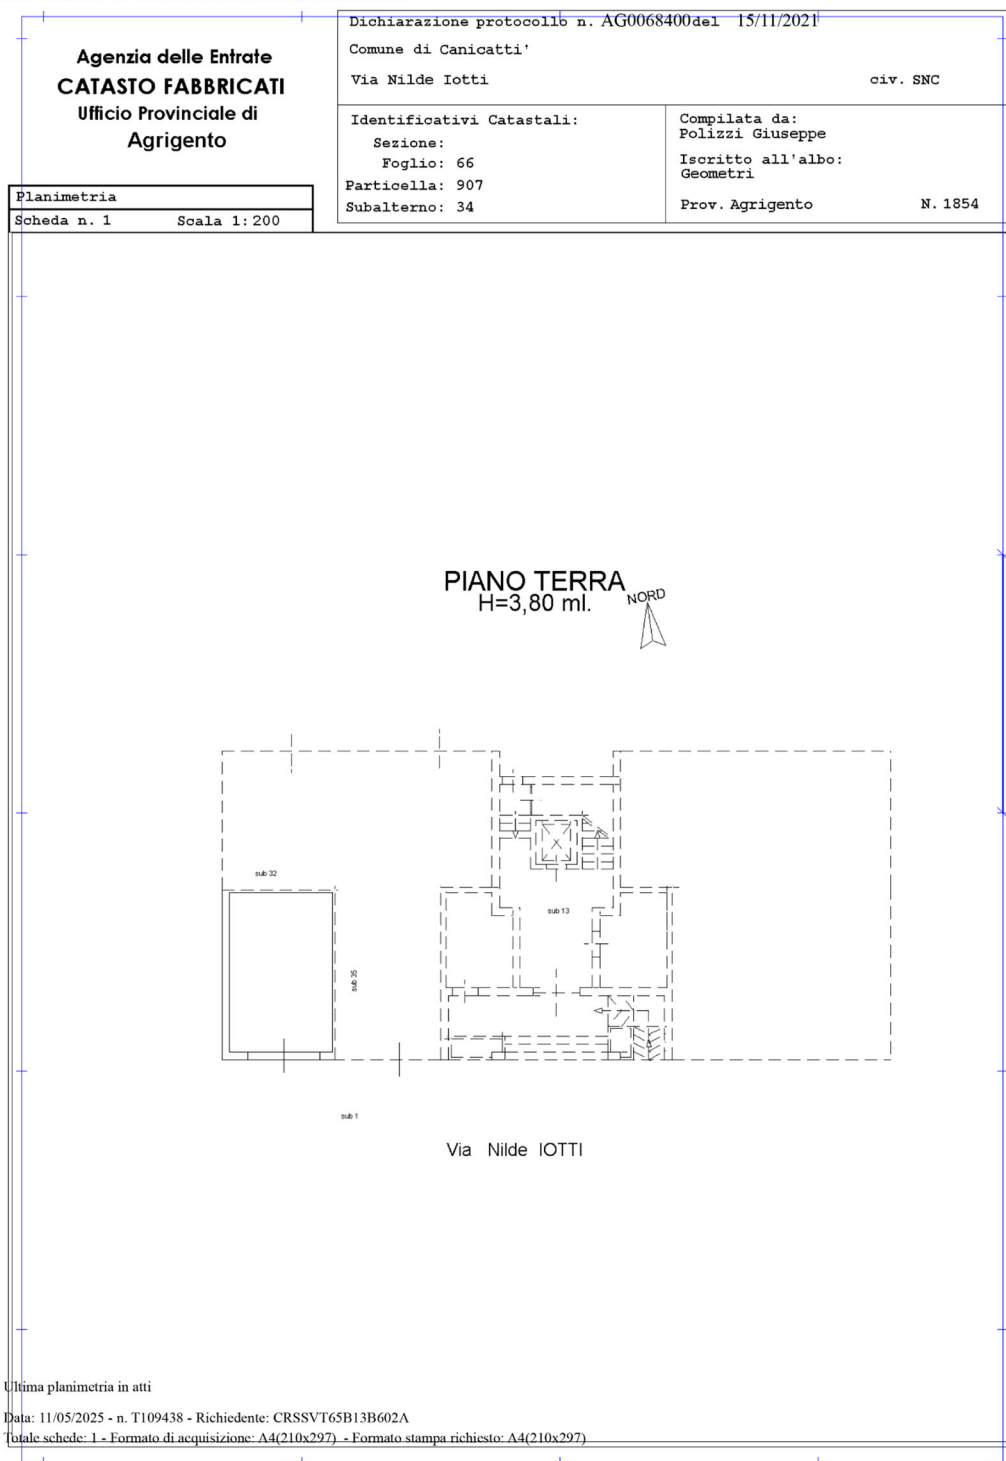 Agenzia delle Entrate
CATASTO FABBRICATI
Ufficio Provinciale di
Agrigento
Dichiarazione protocollo n. AG0068400del 15/11/2021
Comune di Canicatti'
Via Nilde Iotti civ. SNC
Identificativi Catastali:
Sezione:
Foglio: 66
Particella: 907
Subalterno: 34
Compilata da:
Polizzi Giuseppe
Iscritto all'albo:
Geometri
Prov. Agrigento N. 1854
Planimetria
Scheda n. 1 Scala 1:200
PIANO TERRA
H=3,80 ml.
NORD
sub 32
sub 13
sub 35
sub 1
Via Nilde IOTTI
Ultima planimetria in atti
Data: 11/05/2025 - n. T109438 - Richiedente: CRSSVT65B13B602A
Totale schede: 1 - Formato di acquisizione: A4(210x297) - Formato stampa richiesto: A4(210x297)